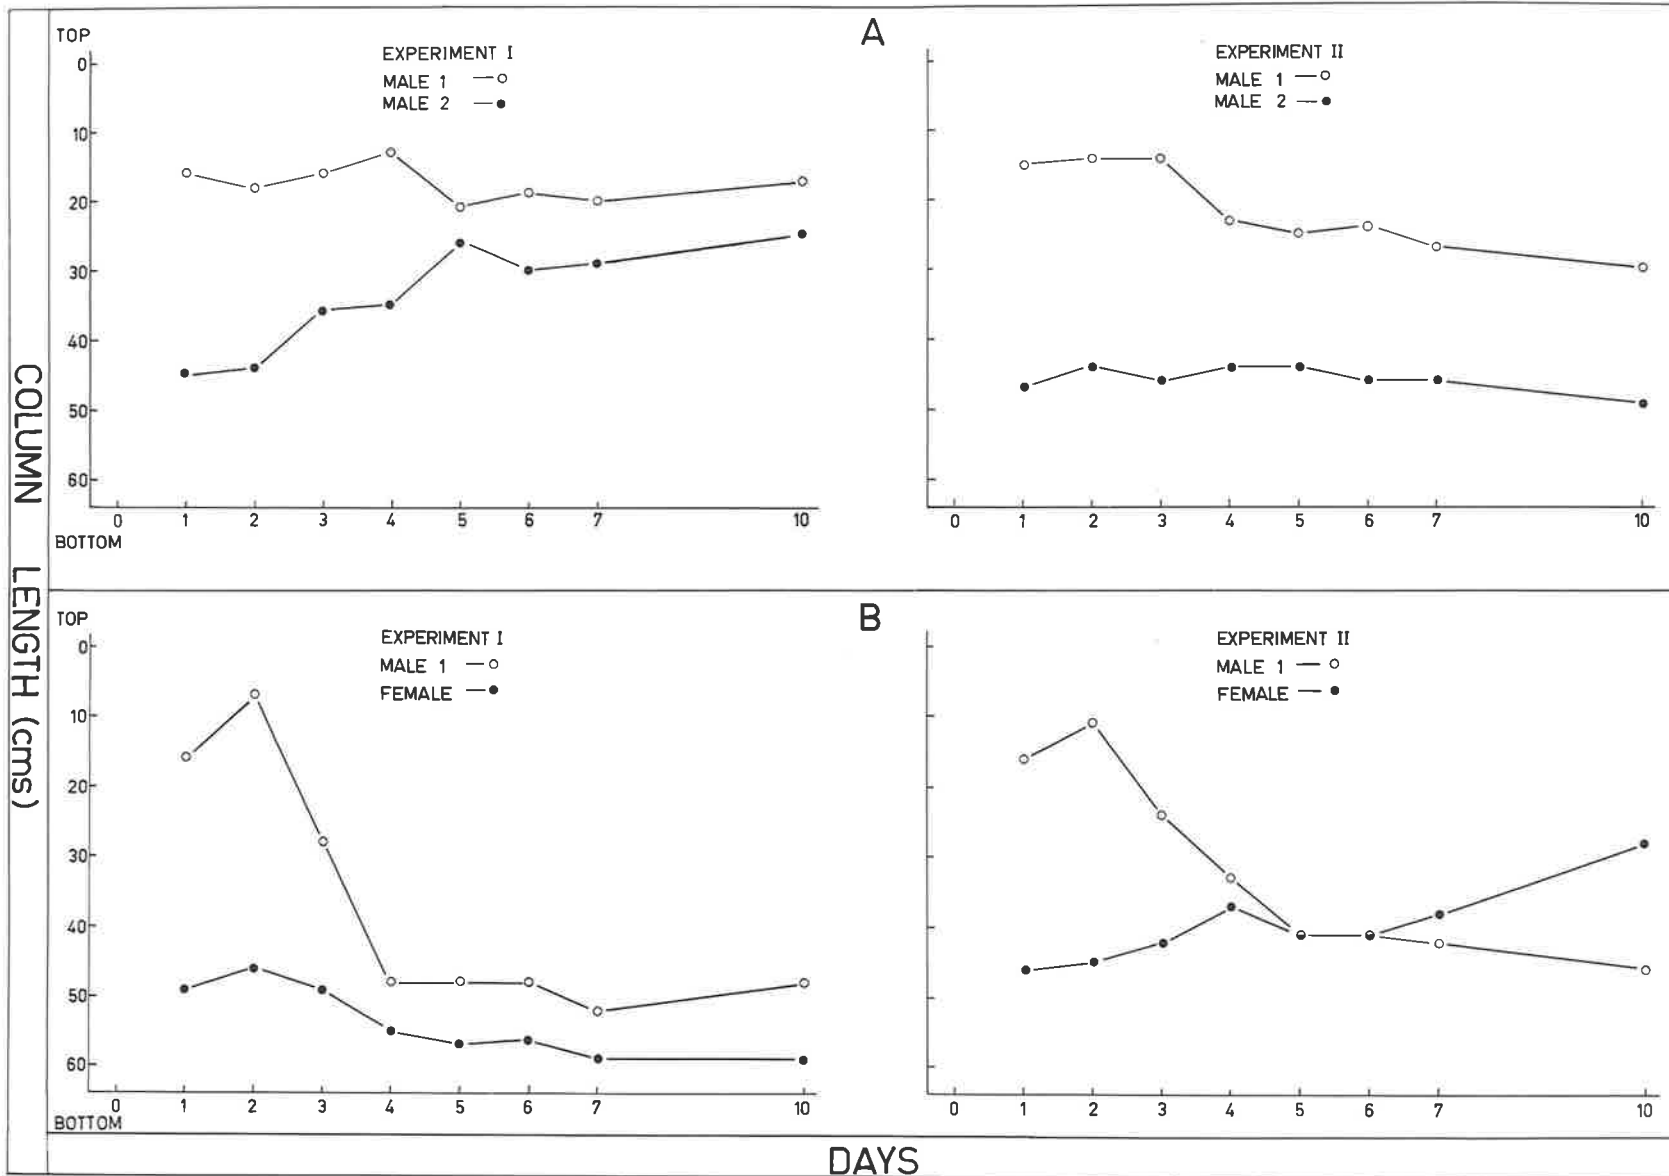 COLUMN LENGTH (cms)
A
TOP
EXPERIMENT I
MALE 1
MALE 2
0
10
20
30
40
50
60
0 1 2 3 4 5 6 7 10
BOTTOM
EXPERIMENT II
MALE 1
MALE 2
0 1 2 3 4 5 6 7 10
B
TOP
EXPERIMENT I
MALE 1
FEMALE
0
10
20
30
40
50
60
0 1 2 3 4 5 6 7 10
BOTTOM
EXPERIMENT II
MALE 1
FEMALE
0 1 2 3 4 5 6 7 10
DAYS